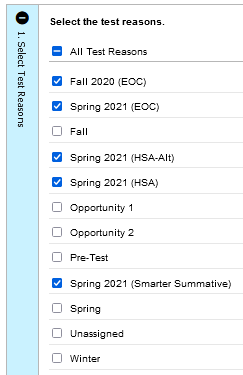 1. Select Test Reasons
Select the test reasons.
All Test Reasons
Fall 2020 (EOC)
Spring 2021 (EOC)
Fall
Spring 2021 (HSA-Alt)
Spring 2021 (HSA)
Opportunity 1
Opportunity 2
Pre-Test
Spring 2021 (Smarter Summative)
Spring
Unassigned
Winter